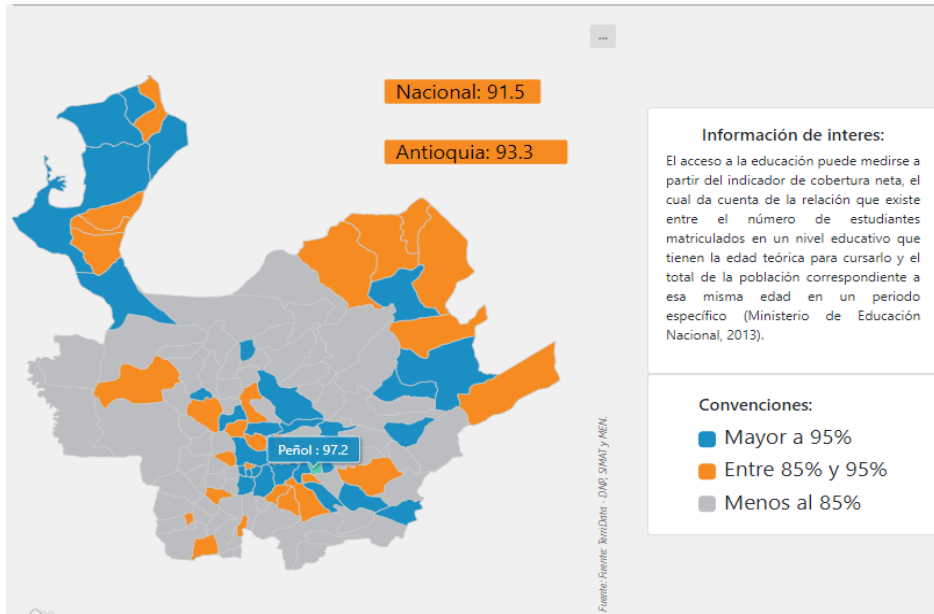 ...
Nacional: 91.5
Antioquia: 93.3
Peñol : 97.2
Información de interes:
El acceso a la educación puede medirse a
partir del indicador de cobertura neta, el
cual da cuenta de la relación que existe
entre el número de estudiantes
matriculados en un nivel educativo que
tienen la edad teórica para cursarlo y el
total de la población correspondiente a
esa misma edad en un periodo
específico (Ministerio de Educación
Nacional, 2013).
Convenciones:
Mayor a 95%
Entre 85% y 95%
Menos al 85%
Fuente: Fuente: TerriData - DNP, SIMAT y MEN.